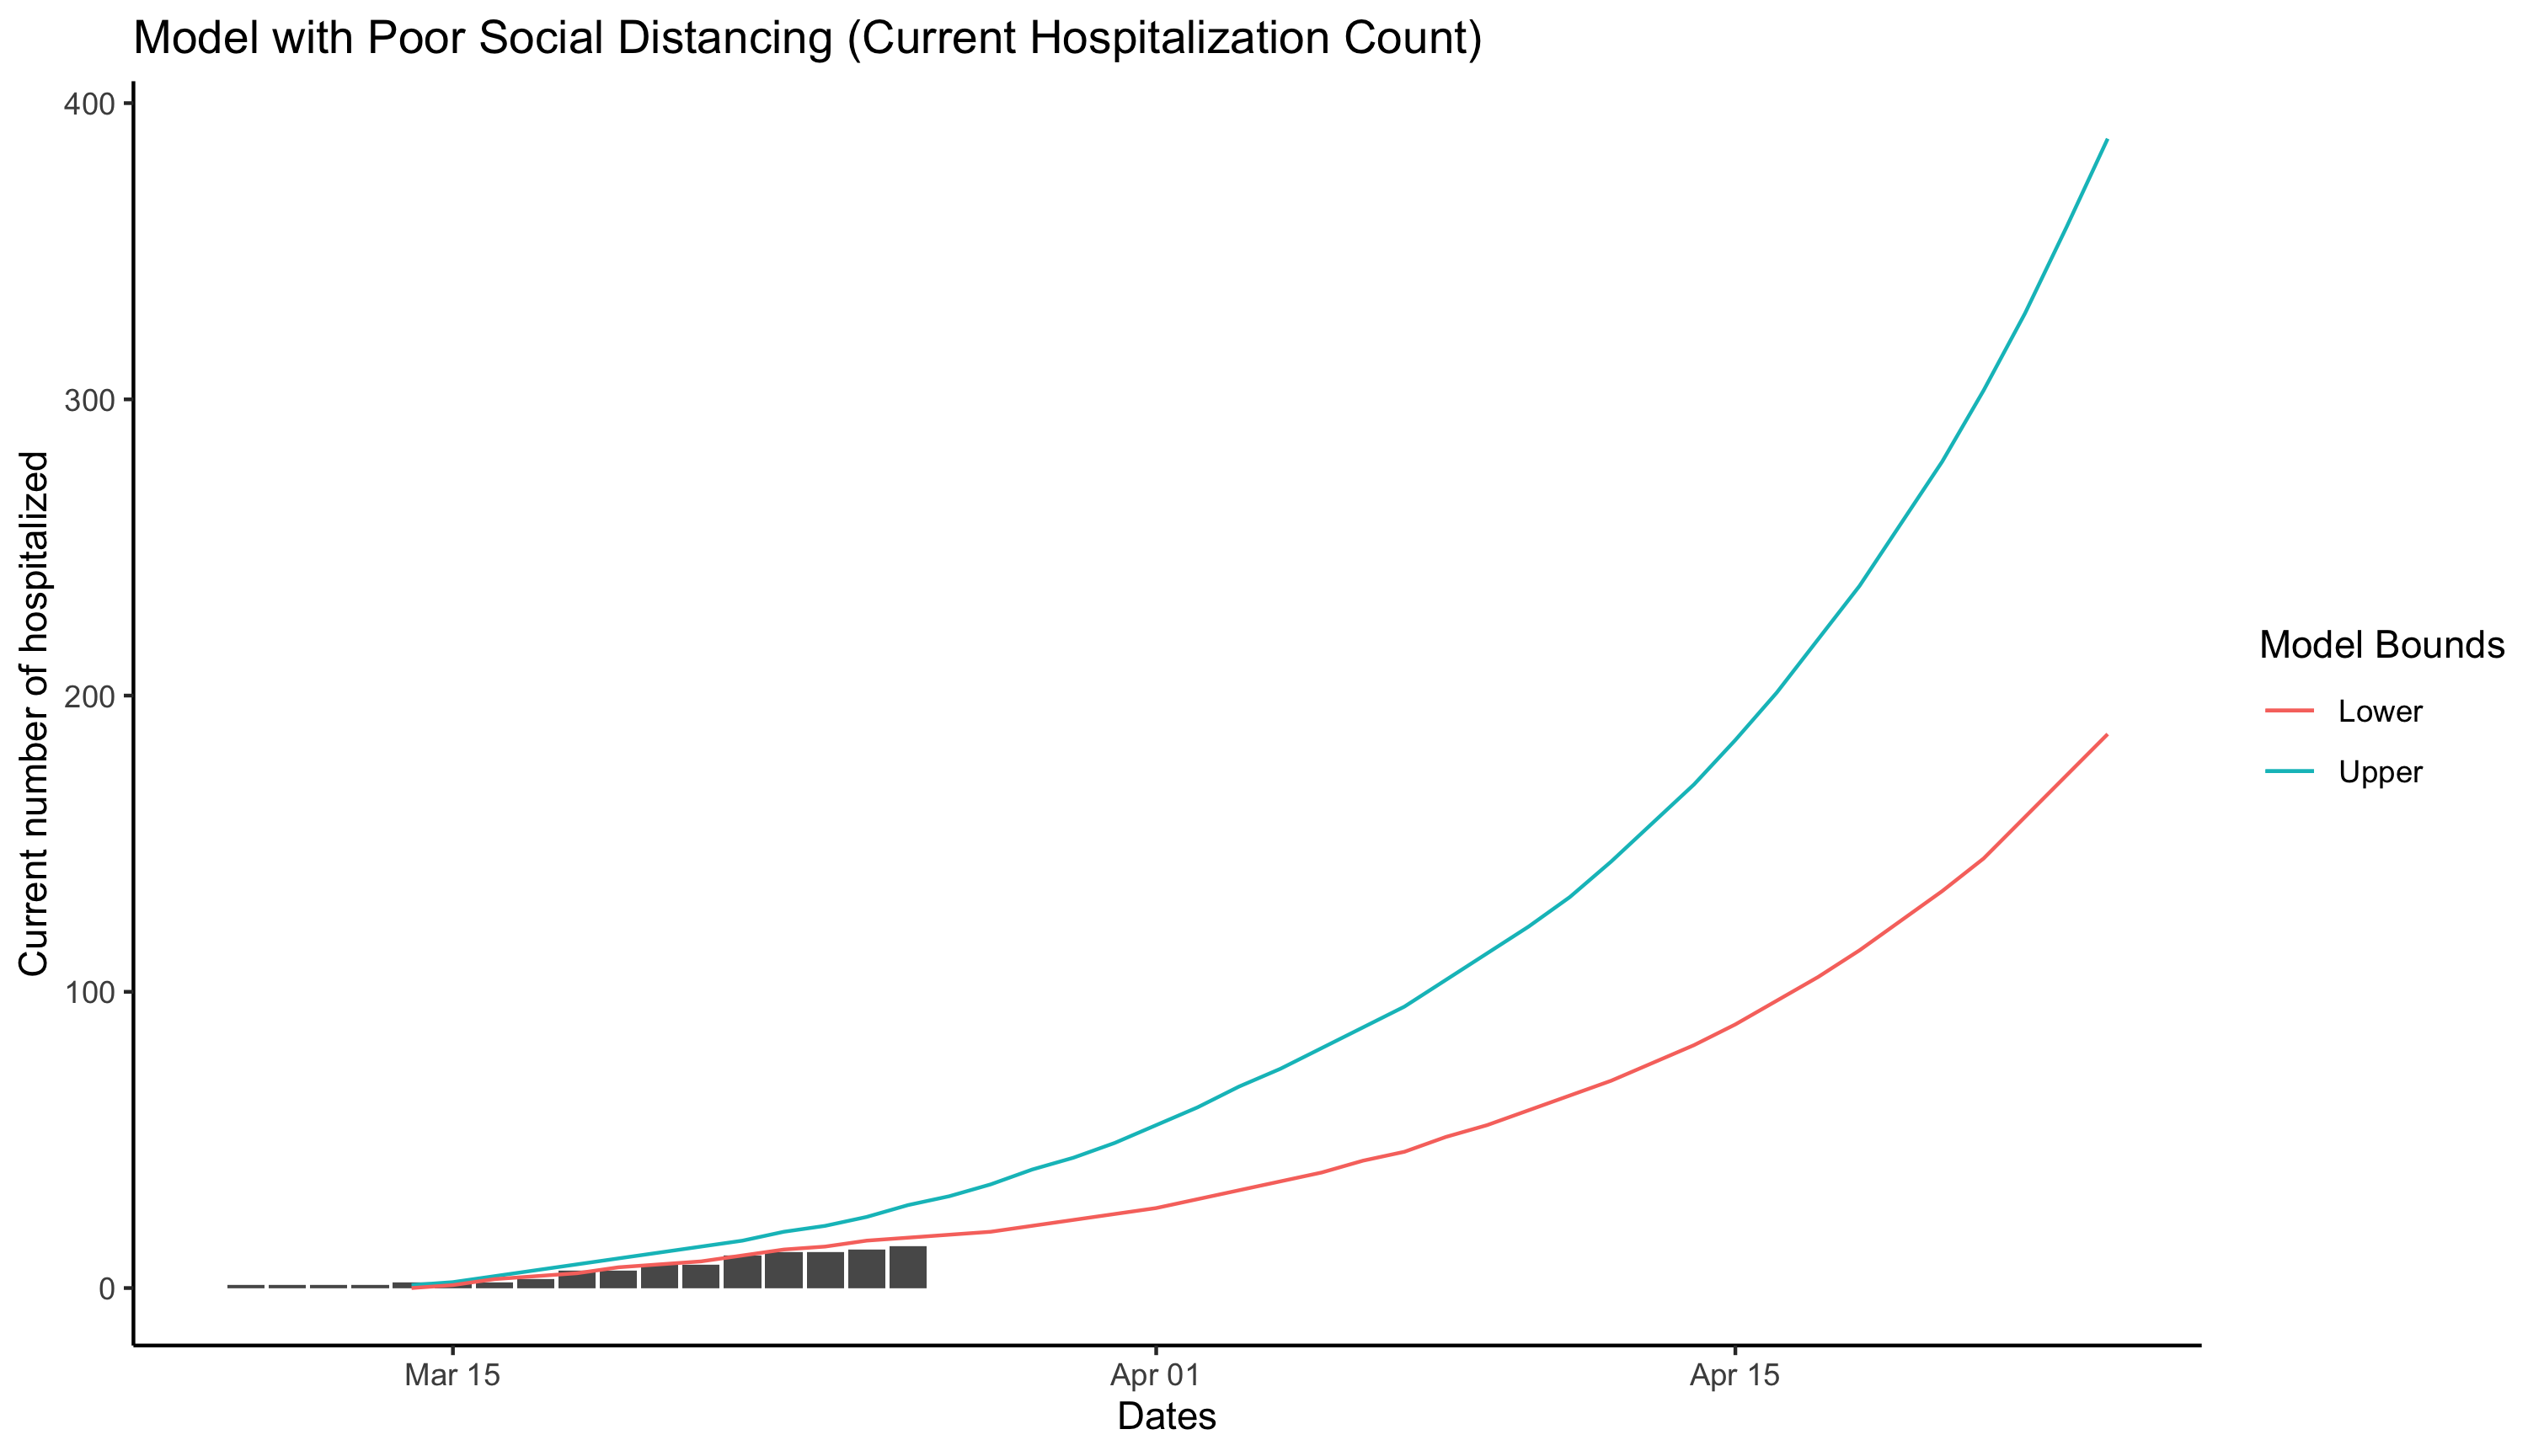 Model with Poor Social Distancing (Current Hospitalization Count)
400
300
200
100
0
Current number of hospitalized
Mar 15
Apr 01
Apr 15
Dates
Model Bounds
Lower
Upper